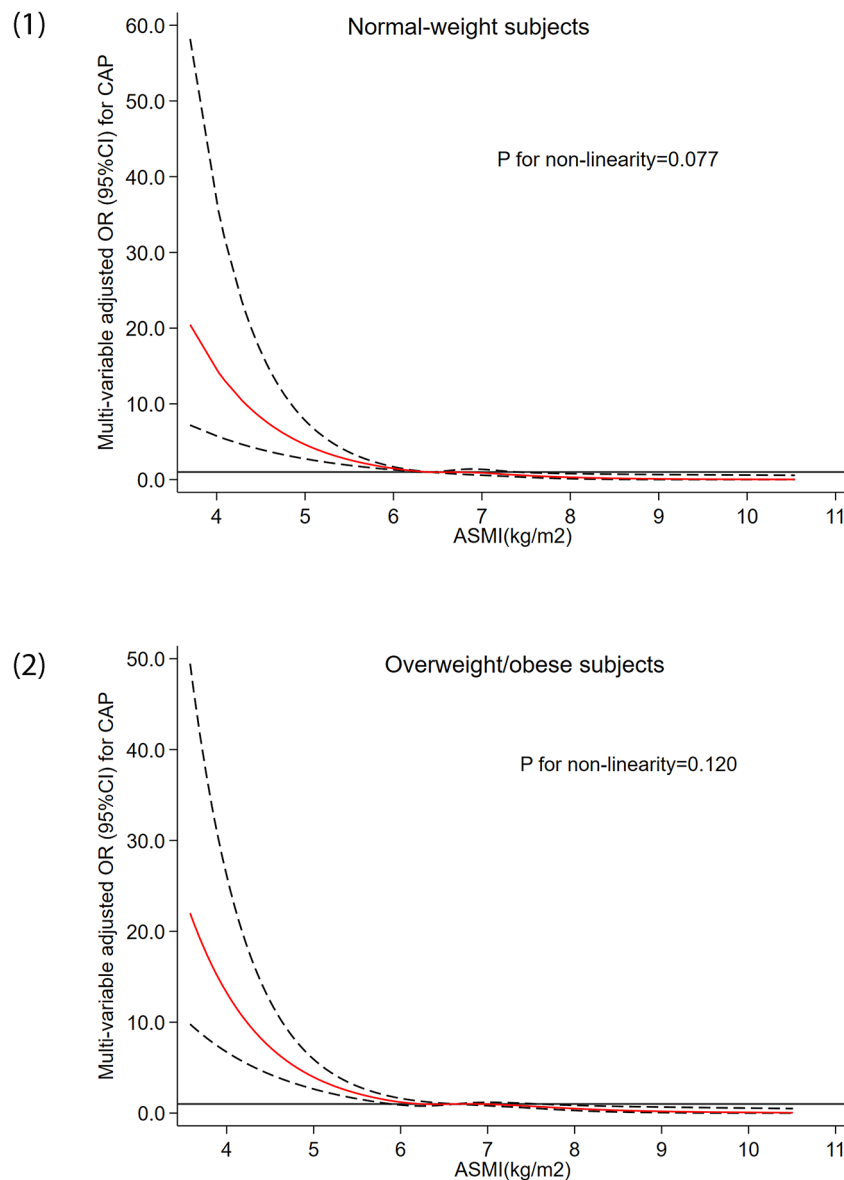 (1)
Normal-weight subjects
P for non-linearity=0.077
Multi-variable adjusted OR (95%CI) for CAP
60.0
50.0
40.0
30.0
20.0
10.0
0.0
4 5 6 7 8 9 10 11
ASMI(kg/m2)
(2)
Overweight/obese subjects
P for non-linearity=0.120
Multi-variable adjusted OR (95%CI) for CAP
50.0
40.0
30.0
20.0
10.0
0.0
4 5 6 7 8 9 10 11
ASMI(kg/m2)